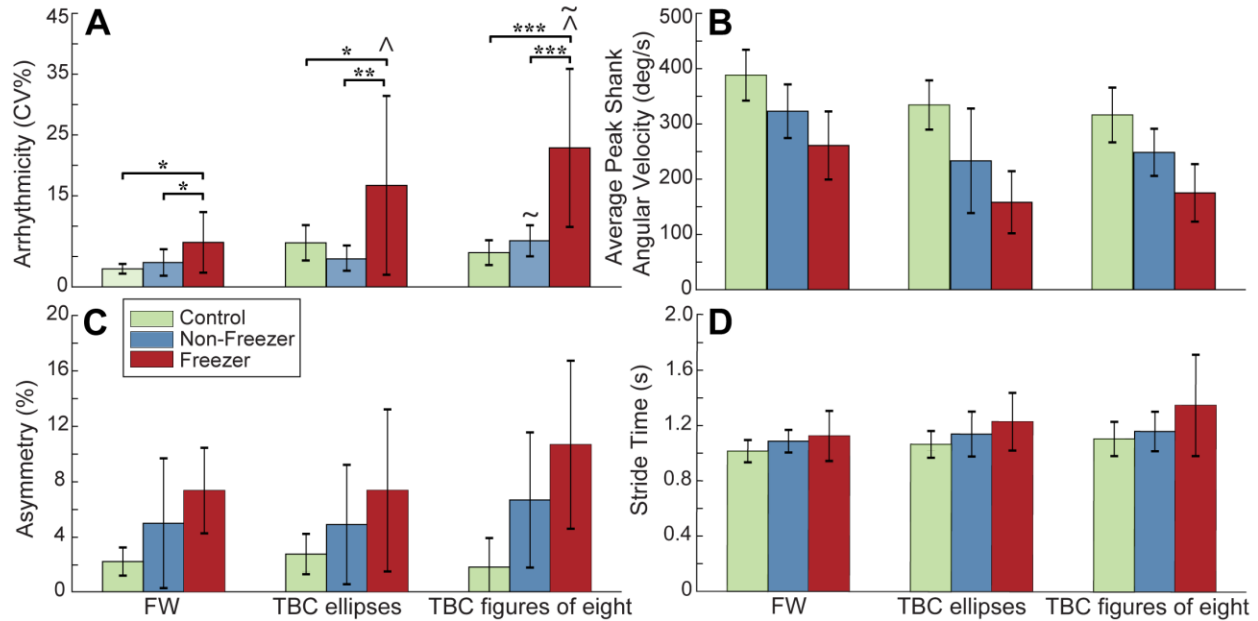 A
Arrhythmicity (CV%)
45
35
25
15
5
0
*
*
*
**
^
***
***
~
^
~
B
Average Peak Shank
Angular Velocity (deg/s)
500
400
300
200
100
0
C
Control
Non-Freezer
Freezer
Asymmetry (%)
20
16
12
8
4
0
FW
TBC ellipses
TBC figures of eight
D
Stride Time (s)
2.0
1.6
1.2
0.8
0.4
0
FW
TBC ellipses
TBC figures of eight